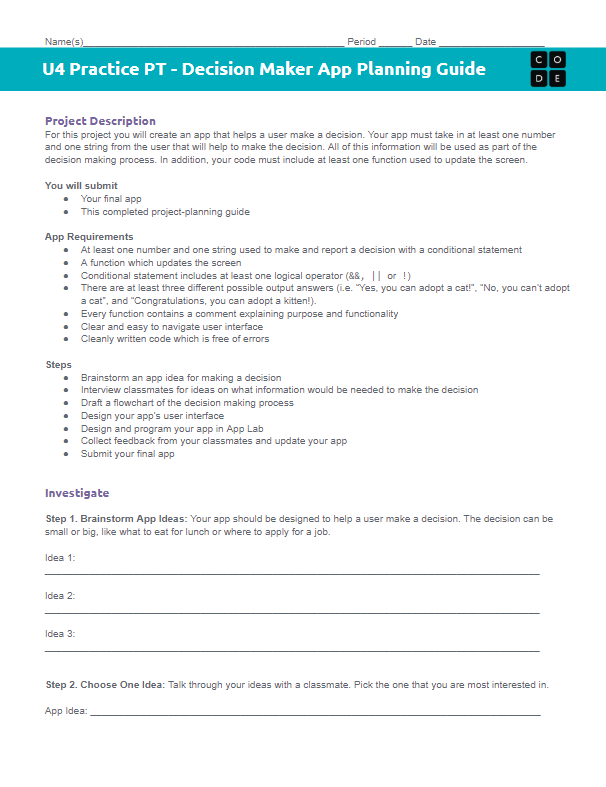 Name(s)_______________________________________________ Period ______ Date ___________________
U4 Practice PT - Decision Maker App Planning Guide
C O
D E
Project Description
For this project you will create an app that helps a user make a decision. Your app must take in at least one number
and one string from the user that will help to make the decision. All of this information will be used as part of the
decision making process. In addition, your code must include at least one function used to update the screen.
You will submit
● Your final app
● This completed project-planning guide
App Requirements
● At least one number and one string used to make and report a decision with a conditional statement
● A function which updates the screen
● Conditional statement includes at least one logical operator (&&, || or !)
● There are at least three different possible output answers (i.e. “Yes, you can adopt a cat!”, “No, you can’t adopt
a cat”, and “Congratulations, you can adopt a kitten!).
● Every function contains a comment explaining purpose and functionality
● Clear and easy to navigate user interface
● Cleanly written code which is free of errors
Steps
● Brainstorm an app idea for making a decision
● Interview classmates for ideas on what information would be needed to make the decision
● Draft a flowchart of the decision making process
● Design your app’s user interface
● Design and program your app in App Lab
● Collect feedback from your classmates and update your app
● Submit your final app
Investigate
Step 1. Brainstorm App Ideas: Your app should be designed to help a user make a decision. The decision can be
small or big, like what to eat for lunch or where to apply for a job.
Idea 1:
Idea 2:
Idea 3:
Step 2. Choose One Idea: Talk through your ideas with a classmate. Pick the one that you are most interested in.
App Idea: ___________________________________________________________________________________